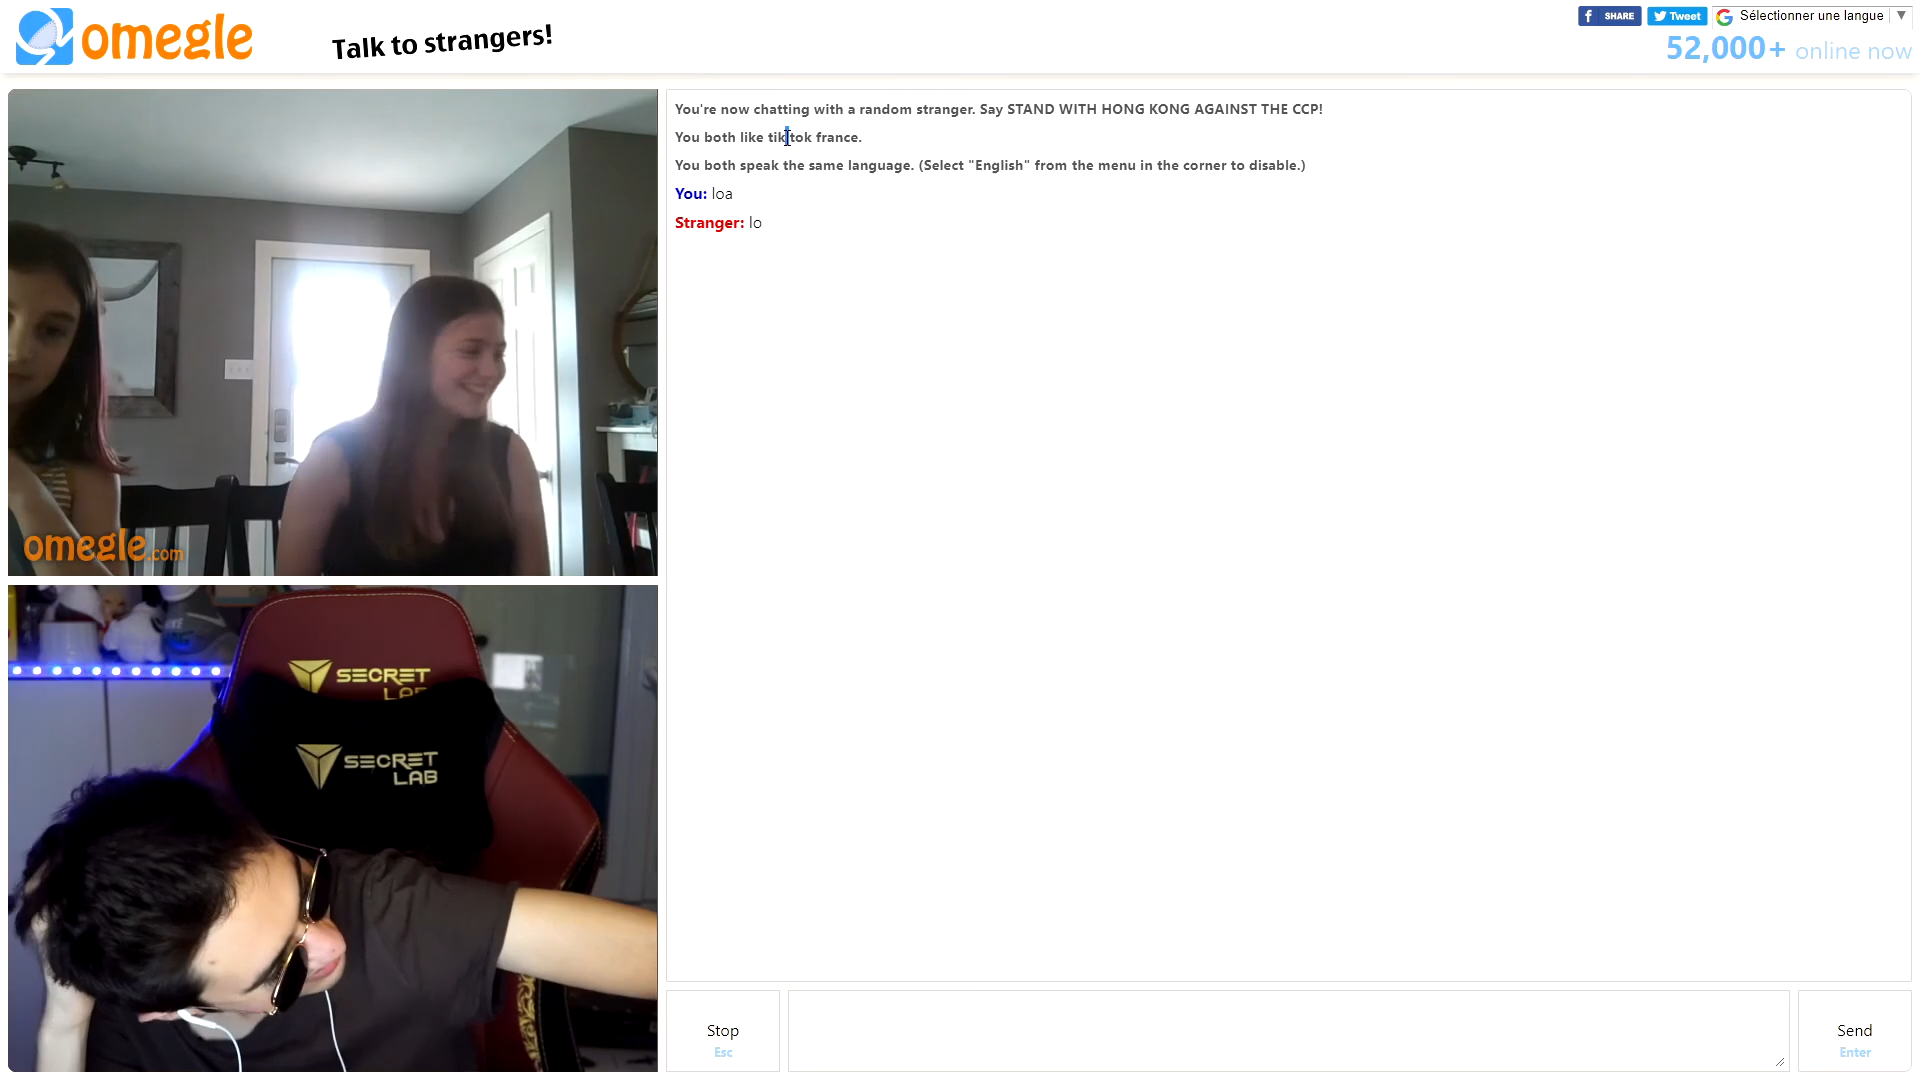 omegle
Talk to strangers!
SHARE
Tweet
Sélectionner une langue
52,000+ online now
You're now chatting with a random stranger. Say STAND WITH HONG KONG AGAINST THE CCP!
You both like tik tok france.
You both speak the same language. (Select "English" from the menu in the corner to disable.)
You: loa
Stranger: lo
omegle.com
SECRET
LAB
SECRET
LAB
Stop
Esc
Send
Enter